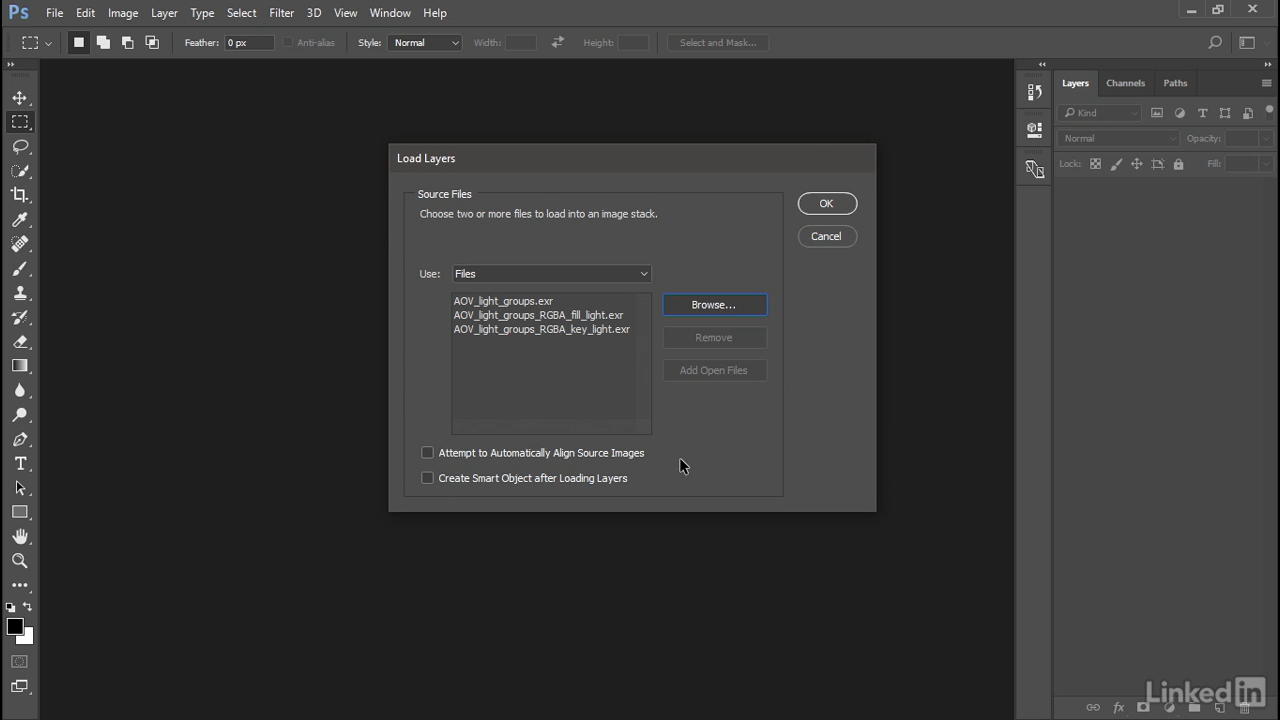 Ps File Edit Image Layer Type Select Filter 3D View Window Help
Feather: 0 px Anti-alias Style: Normal Width: Height: Select and Mask...
Layers Channels Paths
Kind
Normal Opacity:
Lock: Fill:
Load Layers
Source Files
Choose two or more files to load into an image stack.
OK
Cancel
Use: Files
AOV_light_groups.exr
AOV_light_groups_RGBA_fill_light.exr
AOV_light_groups_RGBA_key_light.exr
Browse...
Remove
Add Open Files
Attempt to Automatically Align Source Images
Create Smart Object after Loading Layers
LinkedIn